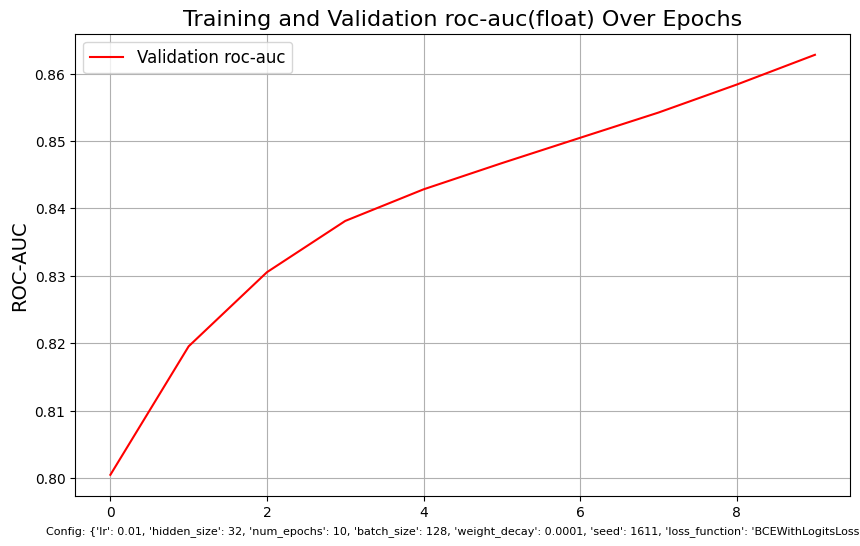 Training and Validation roc-auc(float) Over Epochs
Validation roc-auc
0.86
0.85
0.84
0.83
0.82
0.81
0.80
ROC-AUC
0 2 4 6 8
Config: {'lr': 0.01, 'hidden_size': 32, 'num_epochs': 10, 'batch_size': 128, 'weight_decay': 0.0001, 'seed': 1611, 'loss_function': 'BCEWithLogitsLoss